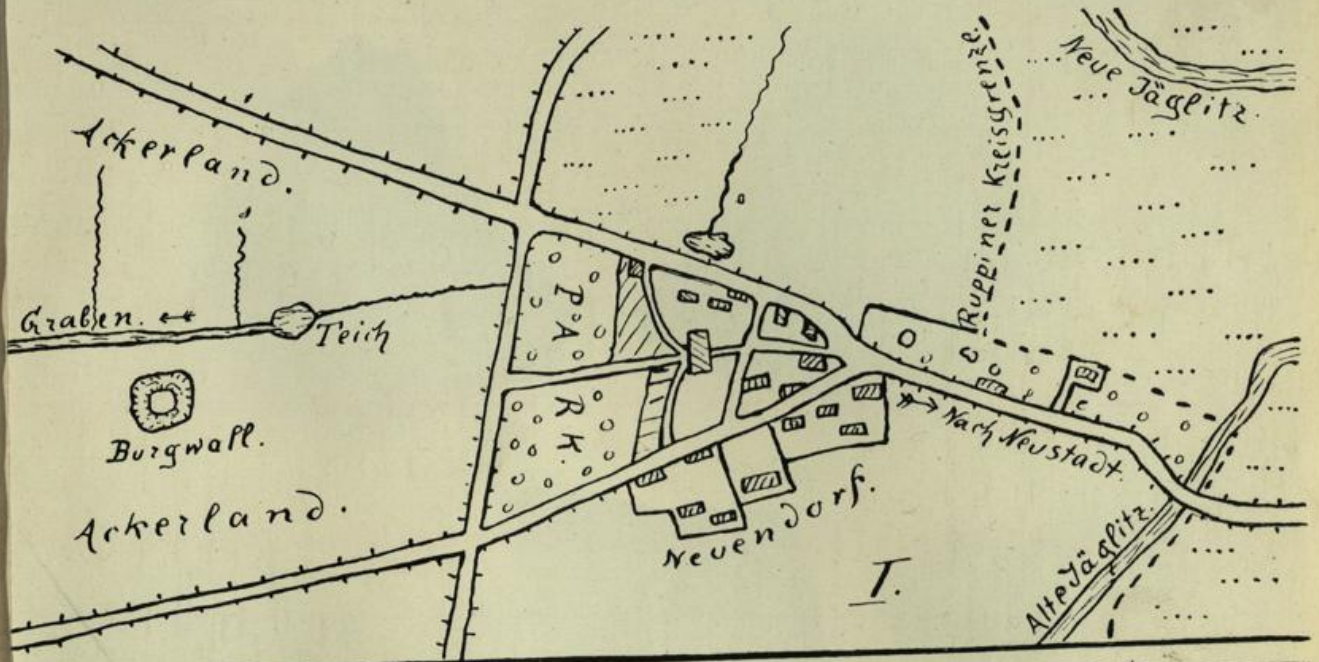 Neue Jäglitz.
Ruppiner Kreisgrenze.
Ackerland.
PARK.
Graben.
Teich
Burgwall.
Nach Neustadt.
Ackerland.
Neuendorf.
I.
Alte Jäglitz.